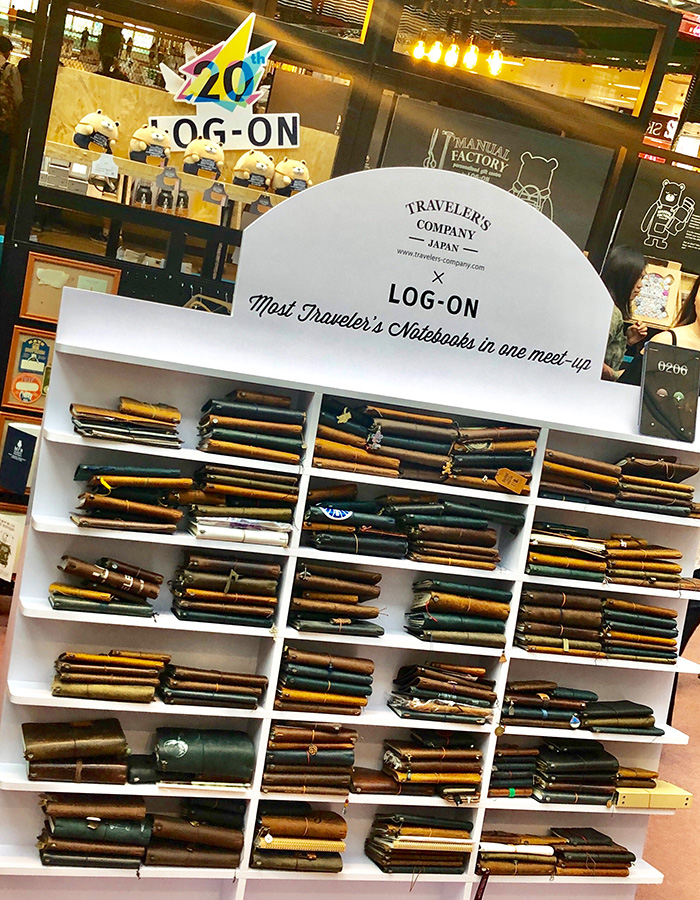 20th
LOG-ON
MANUAL
FACTORY
TRAVELER'S
COMPANY
JAPAN
www.travelers-company.com
×
LOG-ON
Most Traveler's Notebooks in one meet-up
0206
SK